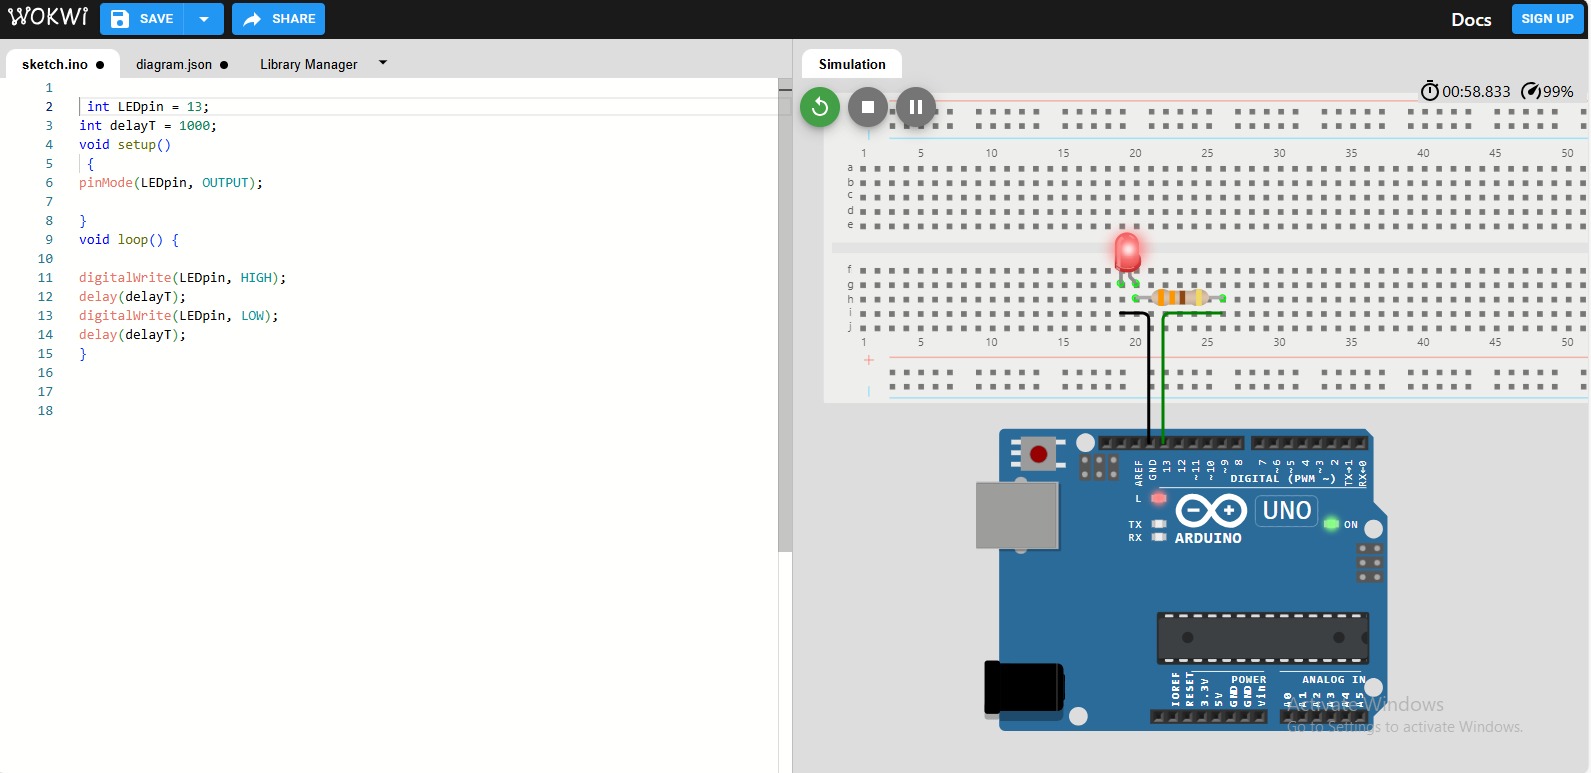 WOKWI SAVE SHARE Docs SIGN UP
sketch.ino ● diagram.json ● Library Manager
Simulation
00:58.833 99%
1
2 int LEDpin = 13;
3 int delayT = 1000;
4 void setup()
5 {
6 pinMode(LEDpin, OUTPUT);
7
8 }
9 void loop() {
10
11 digitalWrite(LEDpin, HIGH);
12 delay(delayT);
13 digitalWrite(LEDpin, LOW);
14 delay(delayT);
15 }
16
17
18
1 5 10 15 20 25 30 35 40 45 50
a
b
c
d
e
f
g
h
i
j
1 5 10 15 20 25 30 35 40 45 50
+
AREF GND 13 12 ~11 ~10 ~9 8 7 ~6 ~5 4 ~3 2 TX→1 RX←0
DIGITAL (PWM ~)
L
UNO
TX
ON
RX
ARDUINO
POWER ANALOG IN
IOREF RESET 3.3V 5V GND GND Vin A0 A1 A2 A3 A4 A5
Activate Windows
Go to Settings to activate Windows.